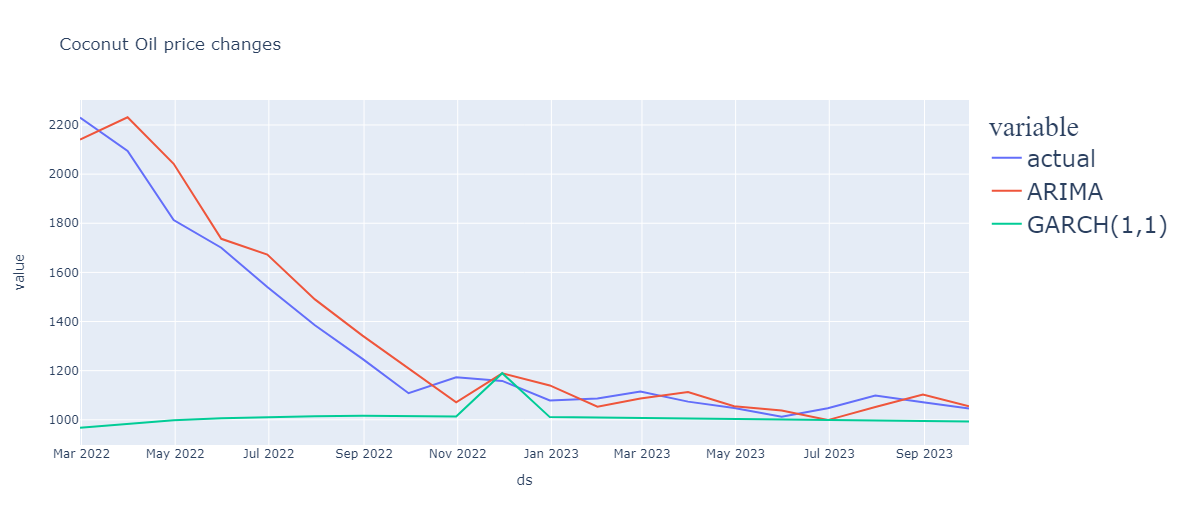 Coconut Oil price changes
variable
actual
ARIMA
GARCH(1,1)
value
2200
2000
1800
1600
1400
1200
1000
Mar 2022 May 2022 Jul 2022 Sep 2022 Nov 2022 Jan 2023 Mar 2023 May 2023 Jul 2023 Sep 2023
ds